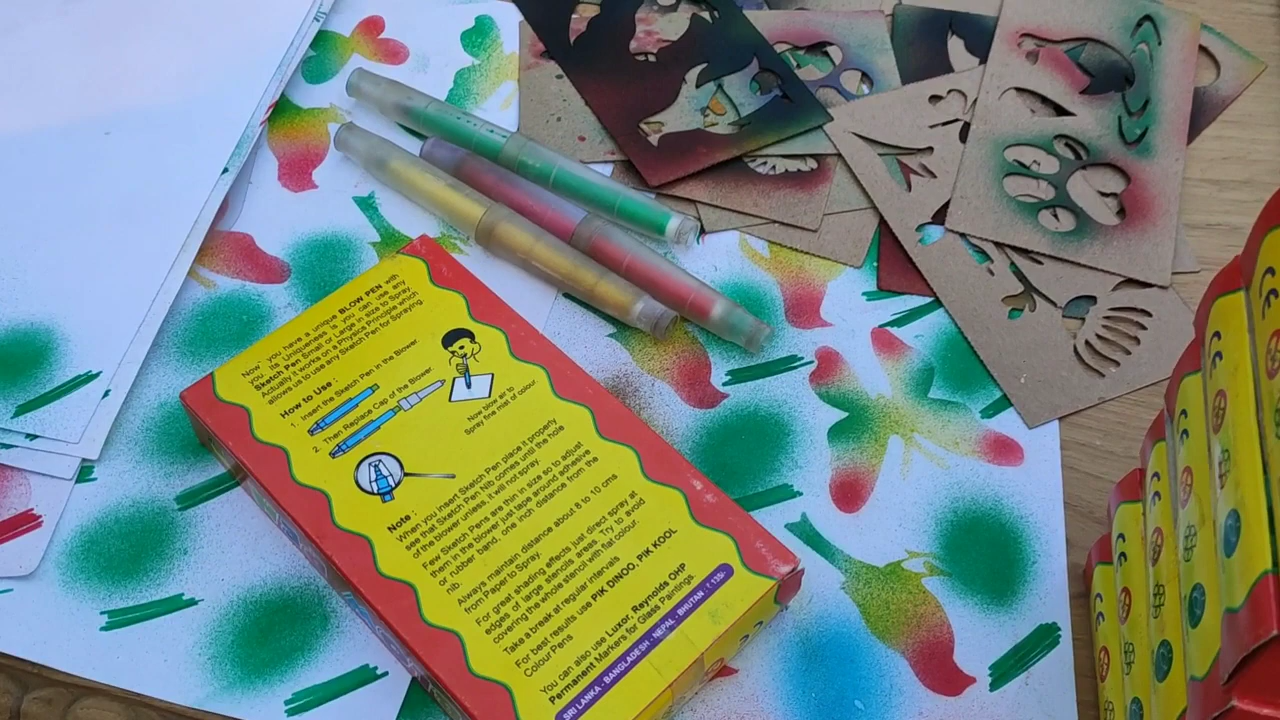 Now you have a unique BLOW PEN with
its Uniqueness is you can use any
Sketch Pen Small or Large in size to Spray.
Actually it works on a Physics Principle which
allows us to use any Sketch Pen for Spraying.
How to Use :
1. Insert the Sketch Pen in the Blower.
2. Then Replace Cap of the Blower.
Now blow air to
Spray fine mist of colour.
Note :
When you insert Sketch Pen place it properly
see that Sketch Pen Nib comes until the hole
of the blower unless, it will not spray.
Few Sketch Pens are thin in size so to adjust
them in the blower just tape around adhesive
or rubber band, one inch distance from the
nib.
Always maintain distance about 8 to 10 cms
from Paper to Spray.
For great shading effects just direct spray at
edges of large stencils areas. Try to avoid
covering the whole stencil with flat colour.
Take a break at regular intervals
For best results use PIK DINOO, PIK KOOL
Colour Pens
You can also use Luxor Reynolds OHP
Permanent Markers for Glass Paintings.
SRI LANKA - BANGLADESH - NEPAL - BHUTAN - ₹ 135/-
CE
CE
CE
CE
CE